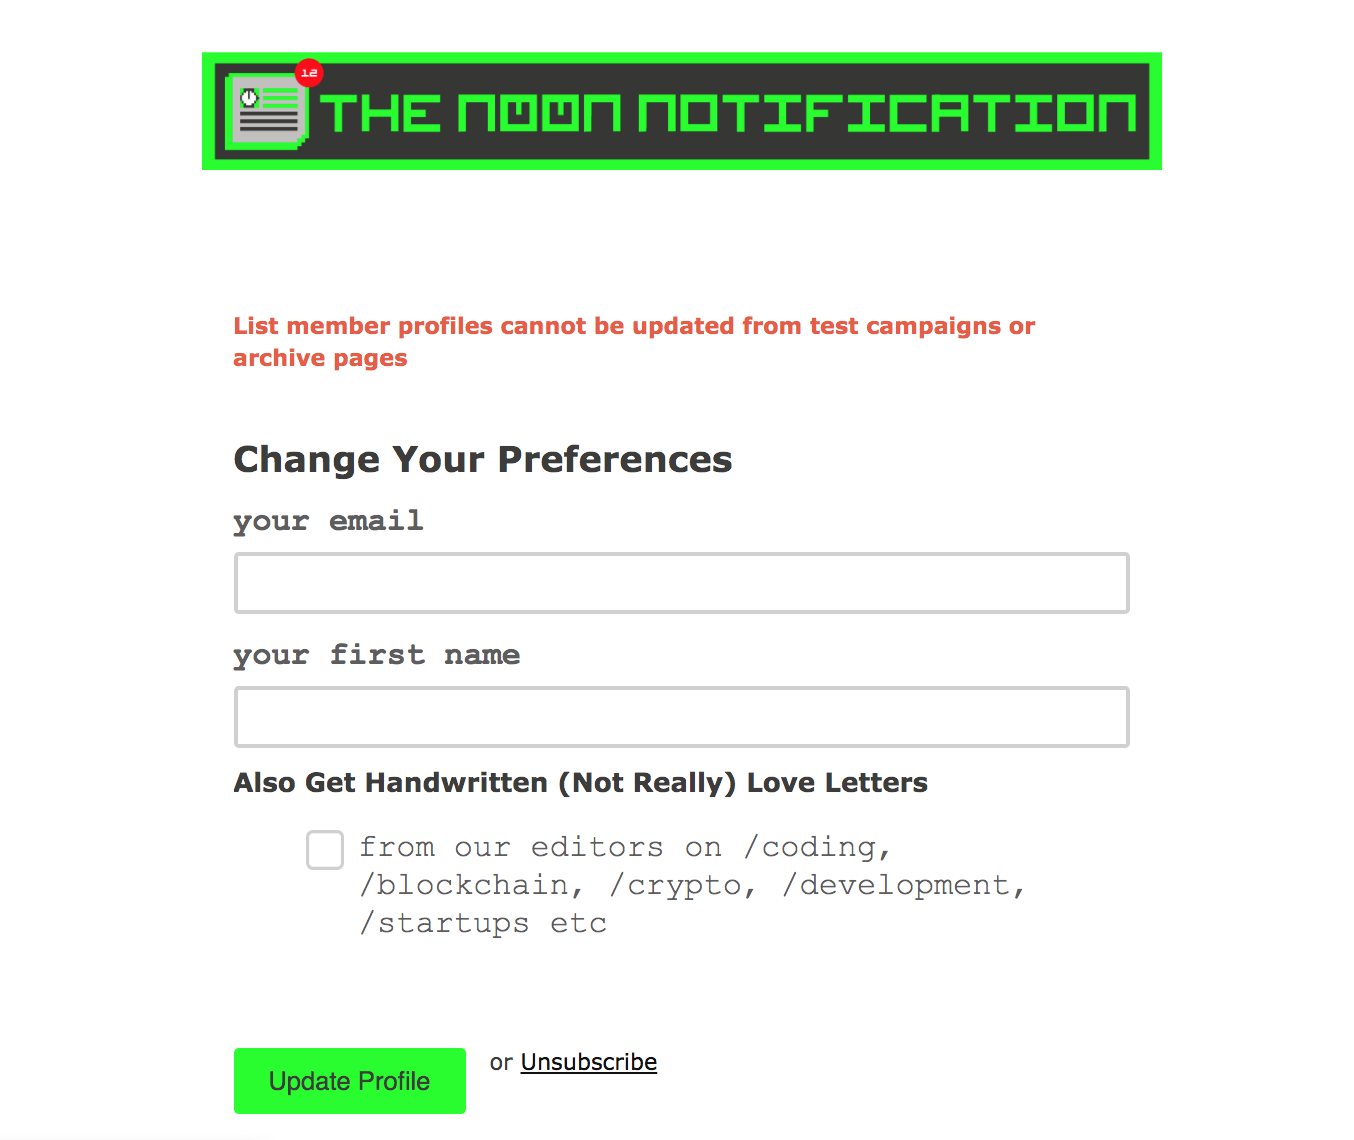 12
THE NOON NOTIFICATION
List member profiles cannot be updated from test campaigns or
archive pages
Change Your Preferences
your email
your first name
Also Get Handwritten (Not Really) Love Letters
from our editors on /coding,
/blockchain, /crypto, /development,
/startups etc
Update Profile or Unsubscribe